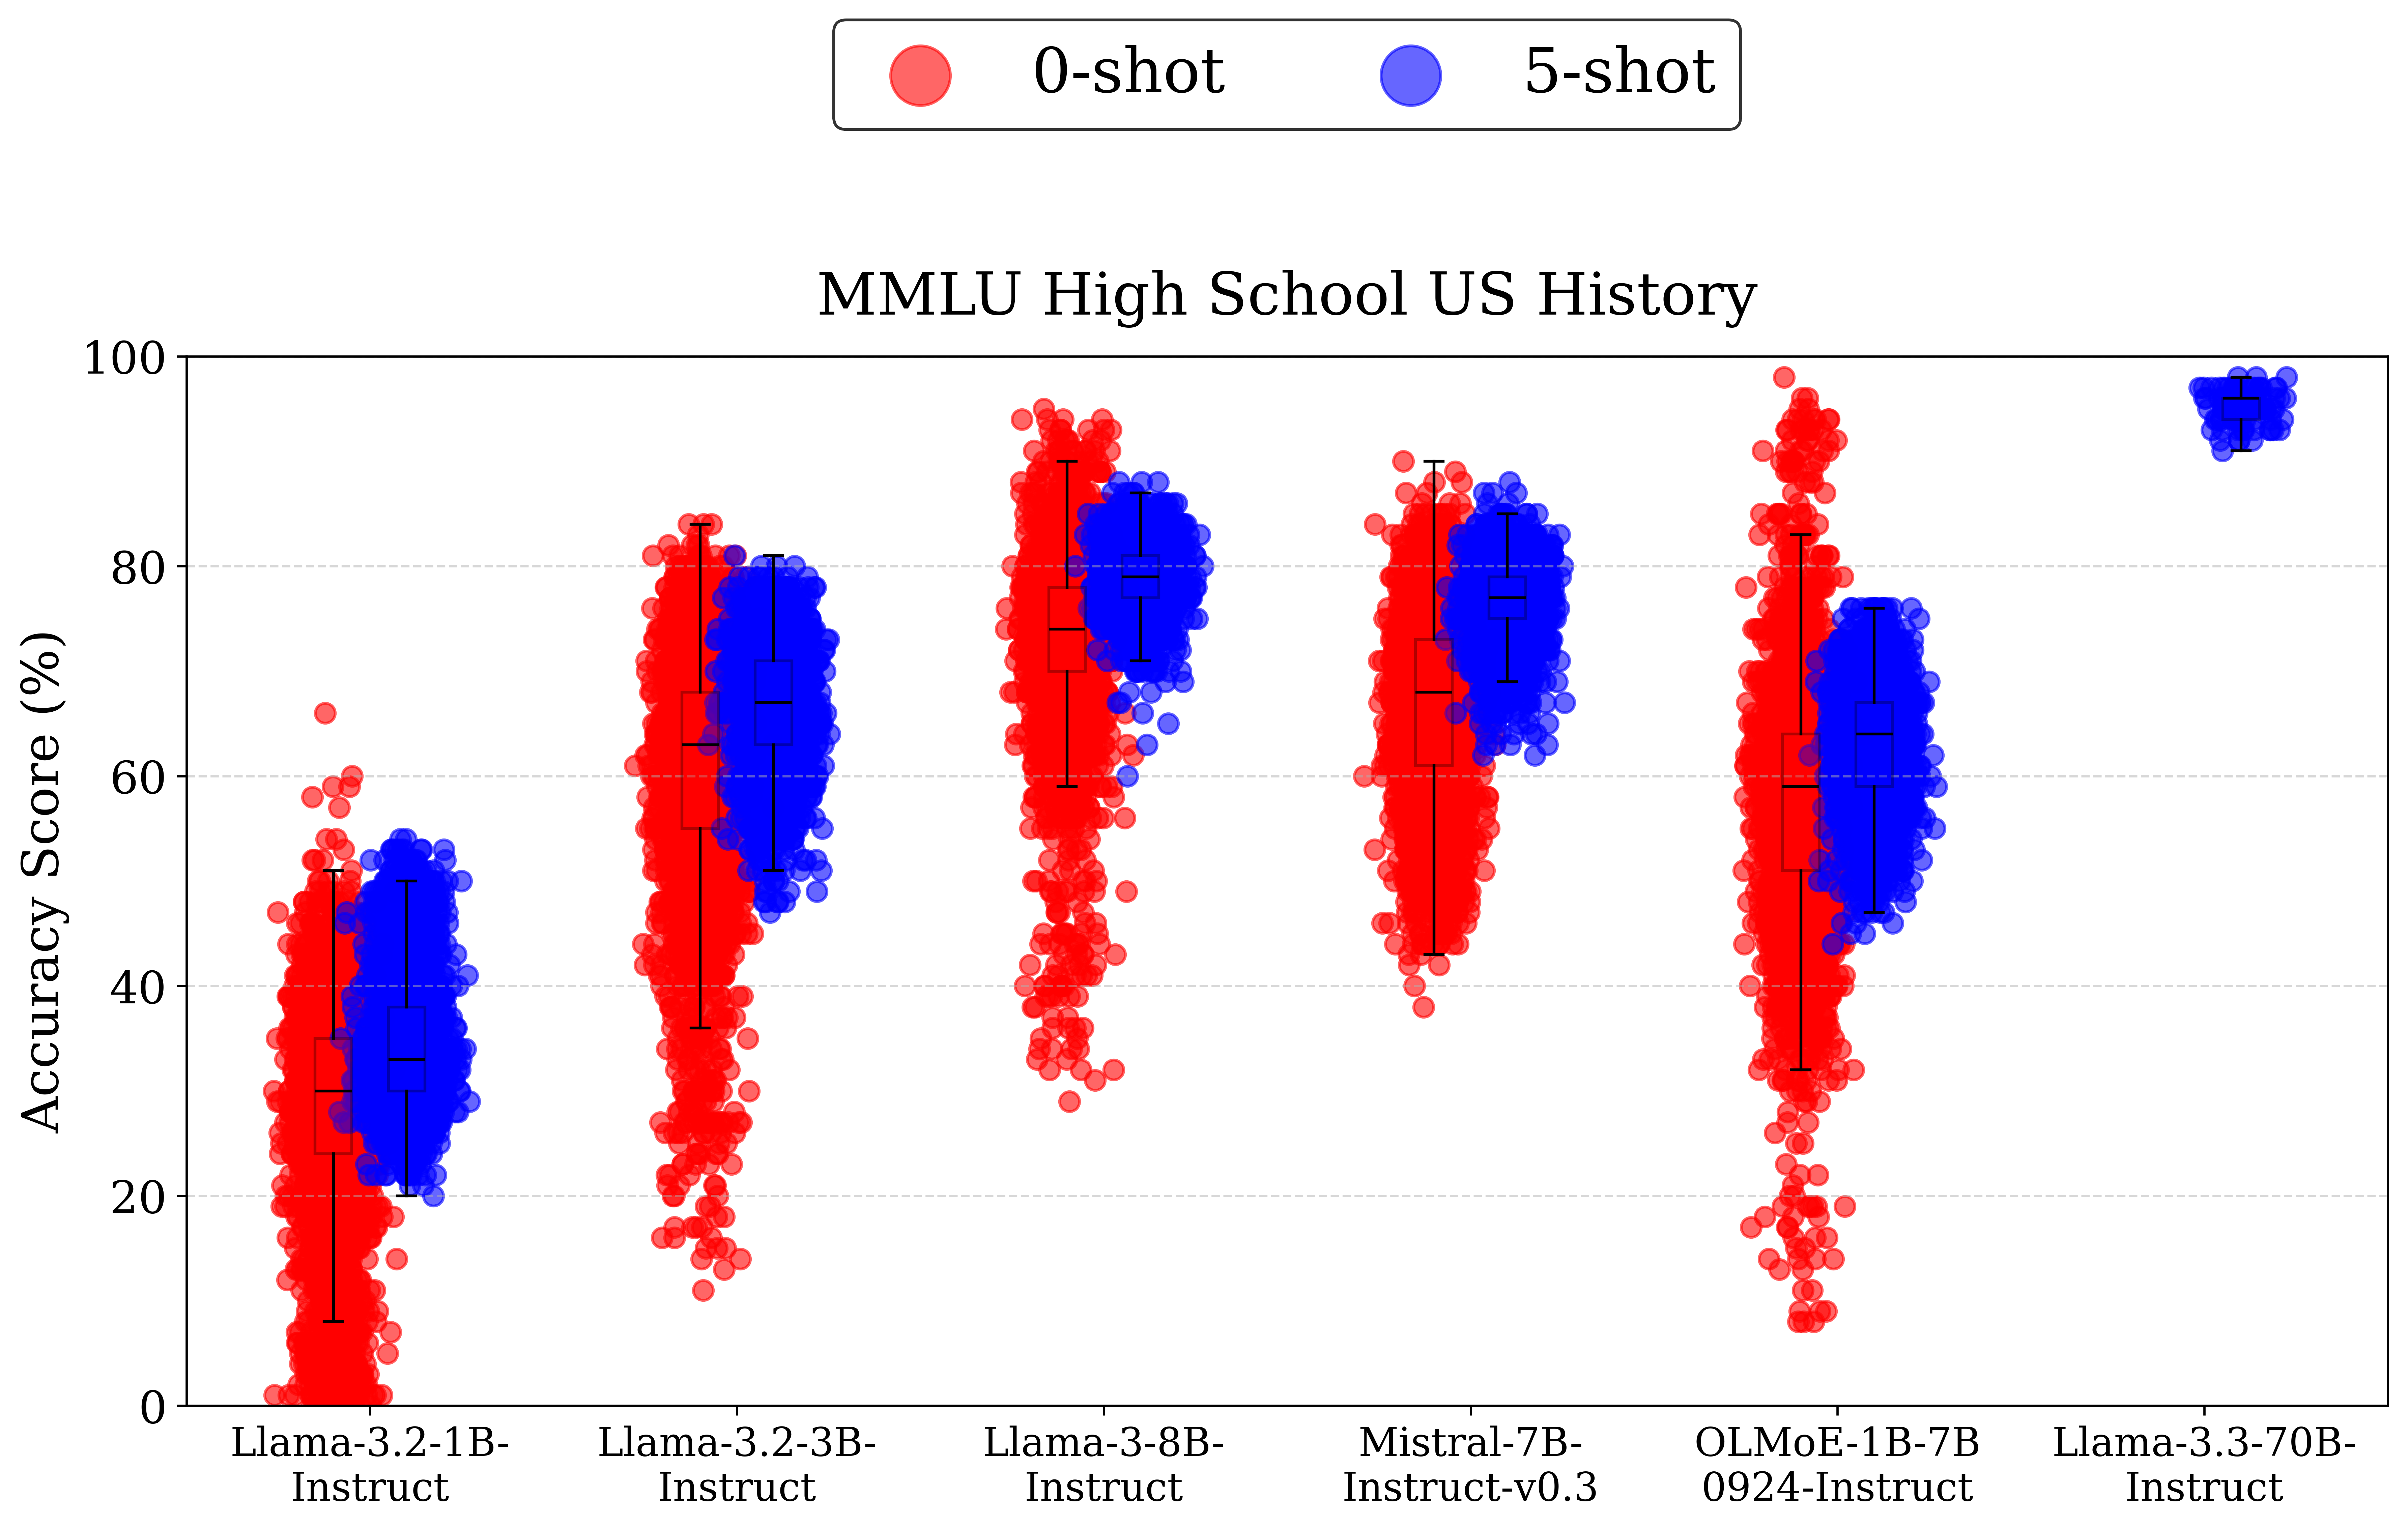 0-shot 5-shot
MMLU High School US History
Accuracy Score (%)
100
80
60
40
20
0
Llama-3.2-1B-
Instruct
Llama-3.2-3B-
Instruct
Llama-3-8B-
Instruct
Mistral-7B-
Instruct-v0.3
OLMoE-1B-7B
0924-Instruct
Llama-3.3-70B-
Instruct